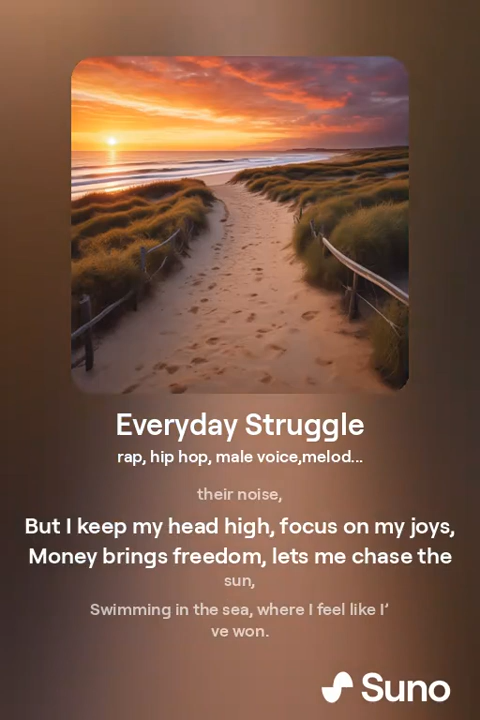 Everyday Struggle
rap, hip hop, male voice,melod...
their noise,
But I keep my head high, focus on my joys,
Money brings freedom, lets me chase the
sun,
Swimming in the sea, where I feel like I’
ve won.
Suno